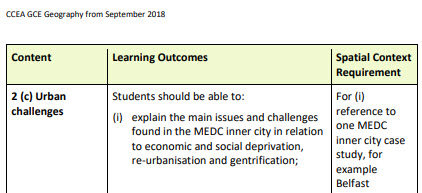 CCEA GCE Geography from September 2018
Content
Learning Outcomes
Spatial Context
Requirement
2 (c) Urban
challenges
Students should be able to:
(i) explain the main issues and challenges
found in the MEDC inner city in relation
to economic and social deprivation,
re-urbanisation and gentrification;
For (i)
reference to
one MEDC
inner city case
study, for
example
Belfast